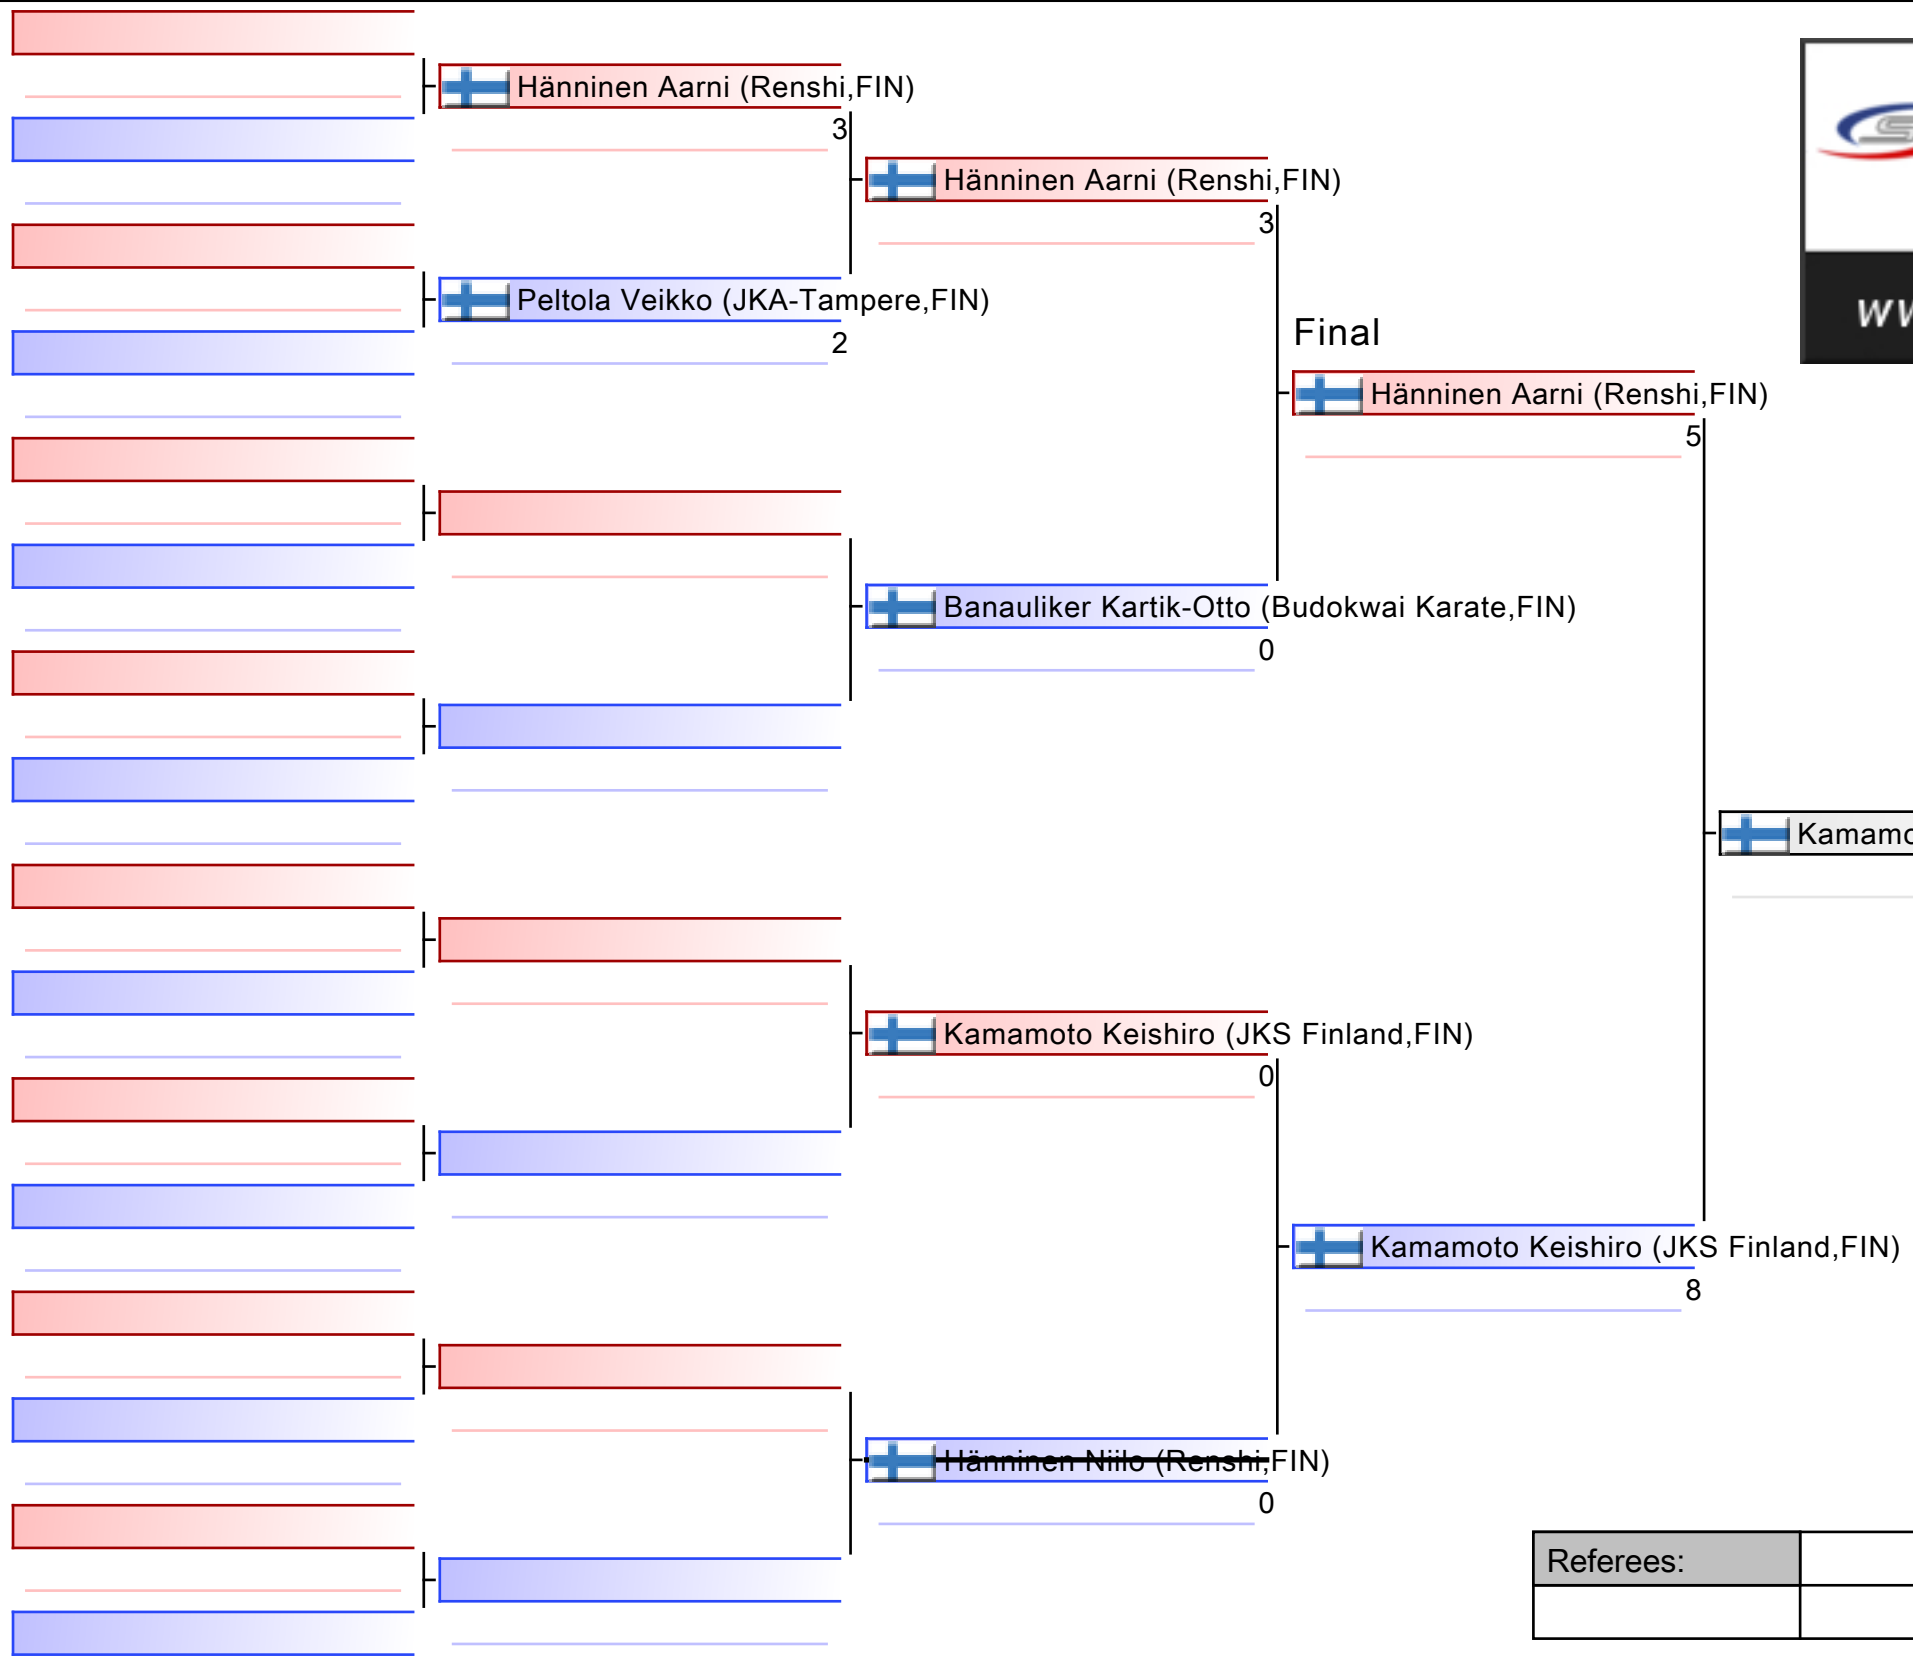 Hänninen Aarni (Renshi,FIN)
3
Hänninen Aarni (Renshi,FIN)
3
Peltola Veikko (JKA-Tampere,FIN)
2
Final
Hänninen Aarni (Renshi,FIN)
5
Banauliker Kartik-Otto (Budokwai Karate,FIN)
0
Kamamoto Keishiro (JKS Finland,FIN)
0
Kamamoto Keishiro (JKS Finland,FIN)
8
Hänninen Niilo (Renshi,FIN)
0
Referees: